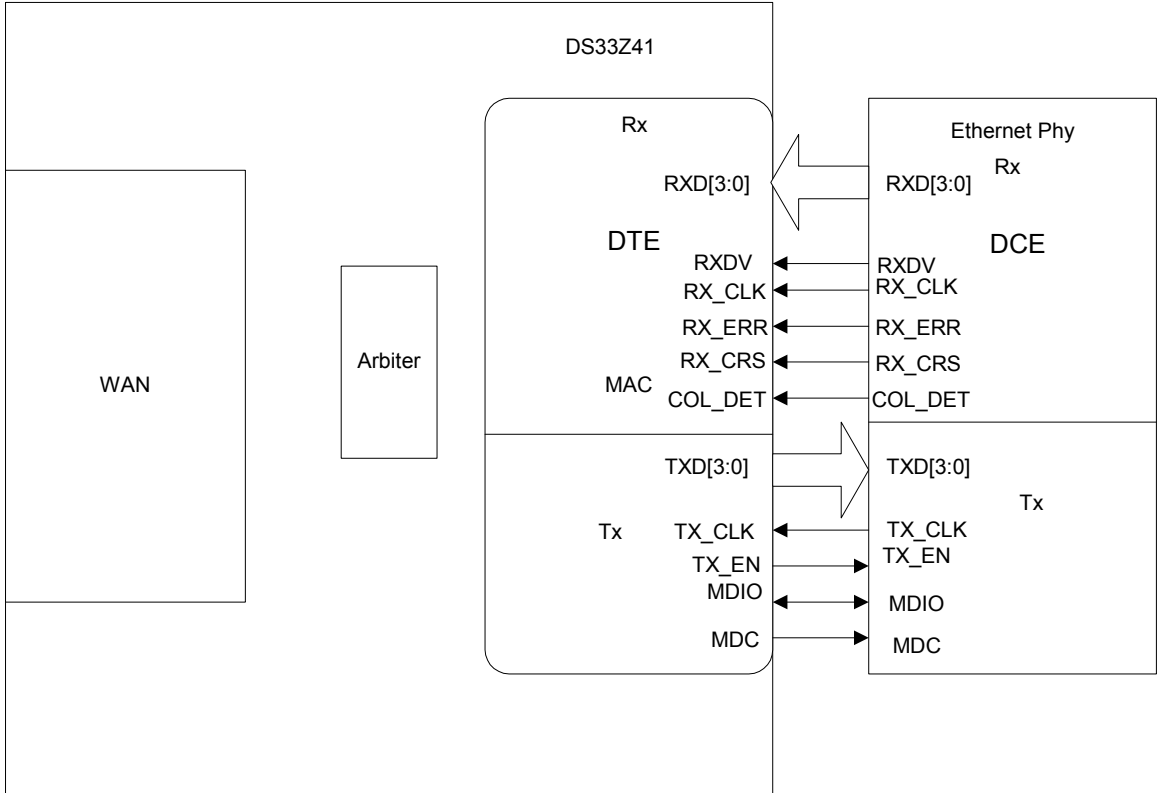 DS33Z41
Rx
RXD[3:0]
DTE
RXDV
RX_CLK
RX_ERR
RX_CRS
MAC
COL_DET
TXD[3:0]
Tx
TX_CLK
TX_EN
MDIO
MDC
WAN
Arbiter
Ethernet Phy
Rx
RXD[3:0]
DCE
RXDV
RX_CLK
RX_ERR
RX_CRS
COL_DET
TXD[3:0]
Tx
TX_CLK
TX_EN
MDIO
MDC